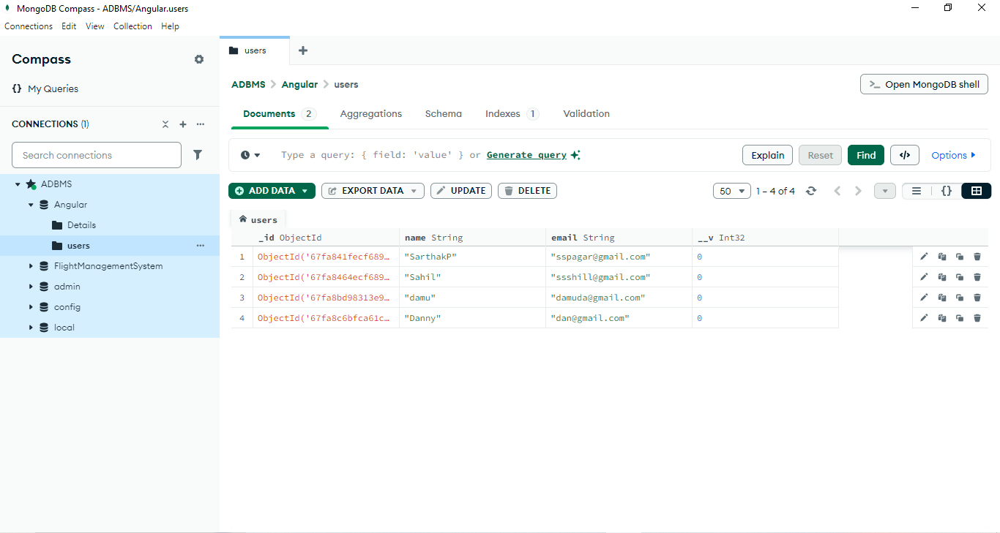 MongoDB Compass - ADBMS/Angular.users
Connections Edit View Collection Help
Compass
{} My Queries
CONNECTIONS (1)
Search connections
ADBMS
Angular
Details
users
FlightManagementSystem
admin
config
local
users
ADBMS > Angular > users
>_ Open MongoDB shell
Documents 2 Aggregations Schema Indexes 1 Validation
Type a query: { field: 'value' } or Generate query
Explain Reset Find </> Options
ADD DATA EXPORT DATA UPDATE DELETE
50 1 – 4 of 4 {}
users
_id ObjectId name String email String __v Int32
1 ObjectId('67fa841fecf689… "SarthakP" "sspagar@gmail.com" 0
2 ObjectId('67fa8464ecf689… "Sahil" "ssshill@gmail.com" 0
3 ObjectId('67fa8bd98313e9… "damu" "damuda@gmail.com" 0
4 ObjectId('67fa8c6bfca61c… "Danny" "dan@gmail.com" 0